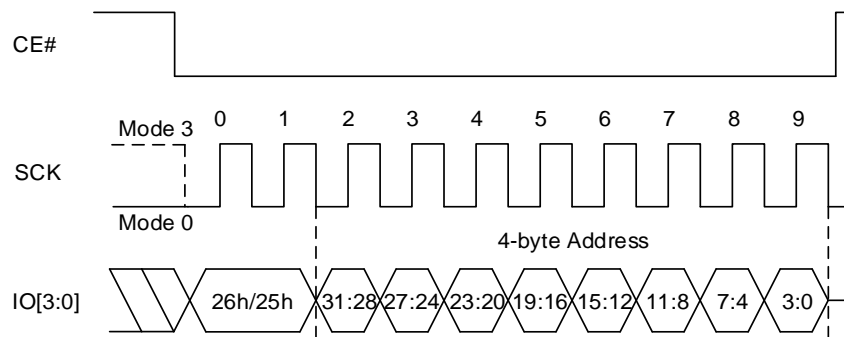 CE#
Mode 3
0 1 2 3 4 5 6 7 8 9
SCK
Mode 0
4-byte Address
IO[3:0]
26h/25h 31:28 27:24 23:20 19:16 15:12 11:8 7:4 3:0